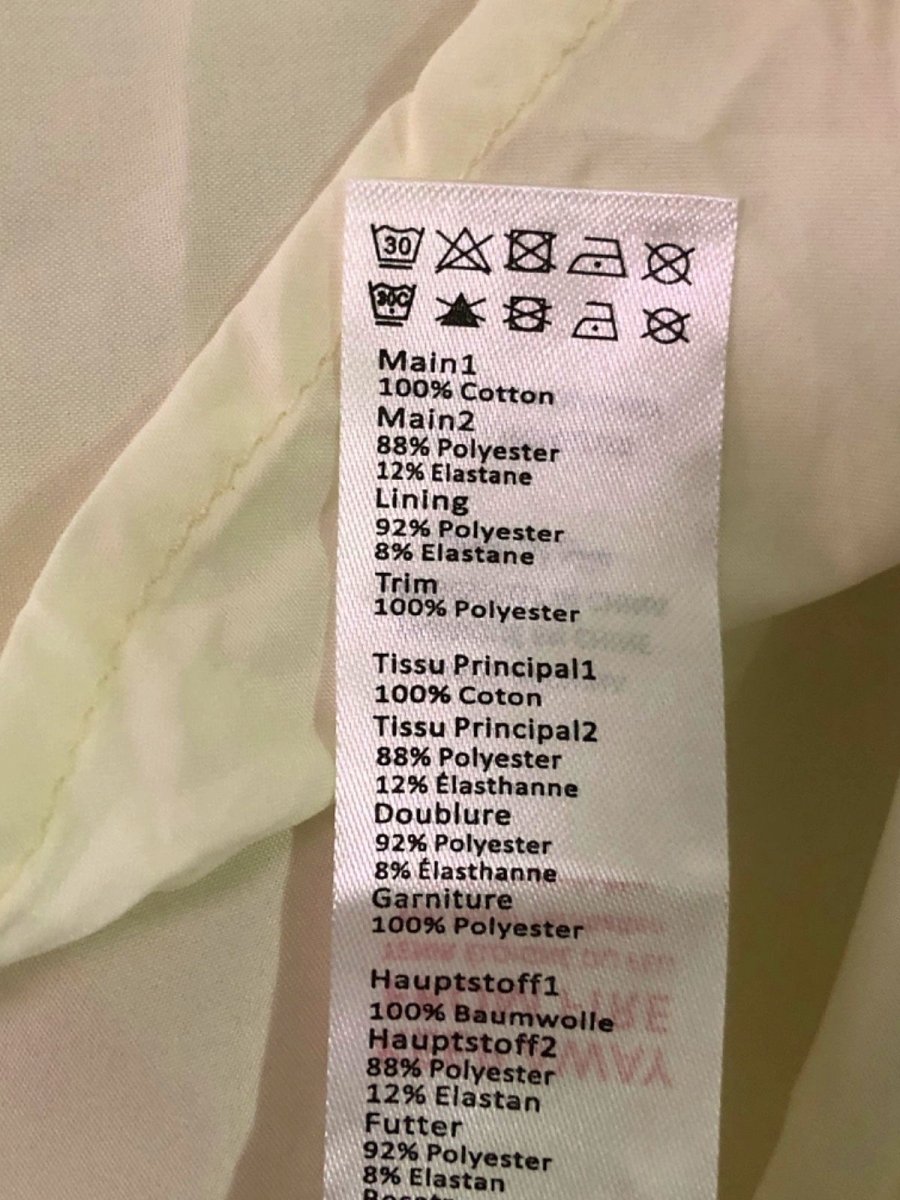 30
30C
Main1
100% Cotton
Main2
88% Polyester
12% Elastane
Lining
92% Polyester
8% Elastane
Trim
100% Polyester
Tissu Principal1
100% Coton
Tissu Principal2
88% Polyester
12% Élasthanne
Doublure
92% Polyester
8% Élasthanne
Garniture
100% Polyester
Hauptstoff1
100% Baumwolle
Hauptstoff2
88% Polyester
12% Elastan
Futter
92% Polyester
8% Elastan